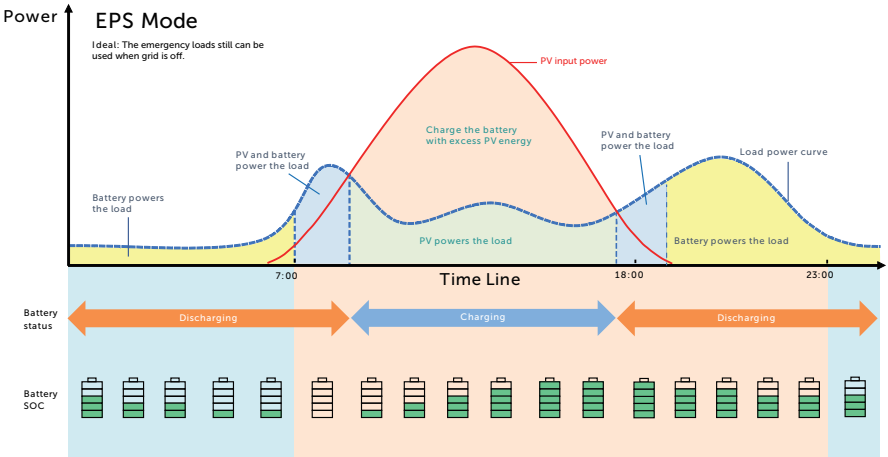 Power
EPS Mode
Ideal: The emergency loads still can be
used when grid is off.
PV input power
Charge the battery
with excess PV energy
PV and battery
power the load
PV and battery
power the load
Load power curve
Battery powers
the load
PV powers the load
Battery powers the load
7:00
Time Line
18:00
23:00
Battery
status
Discharging
Charging
Discharging
Battery
SOC